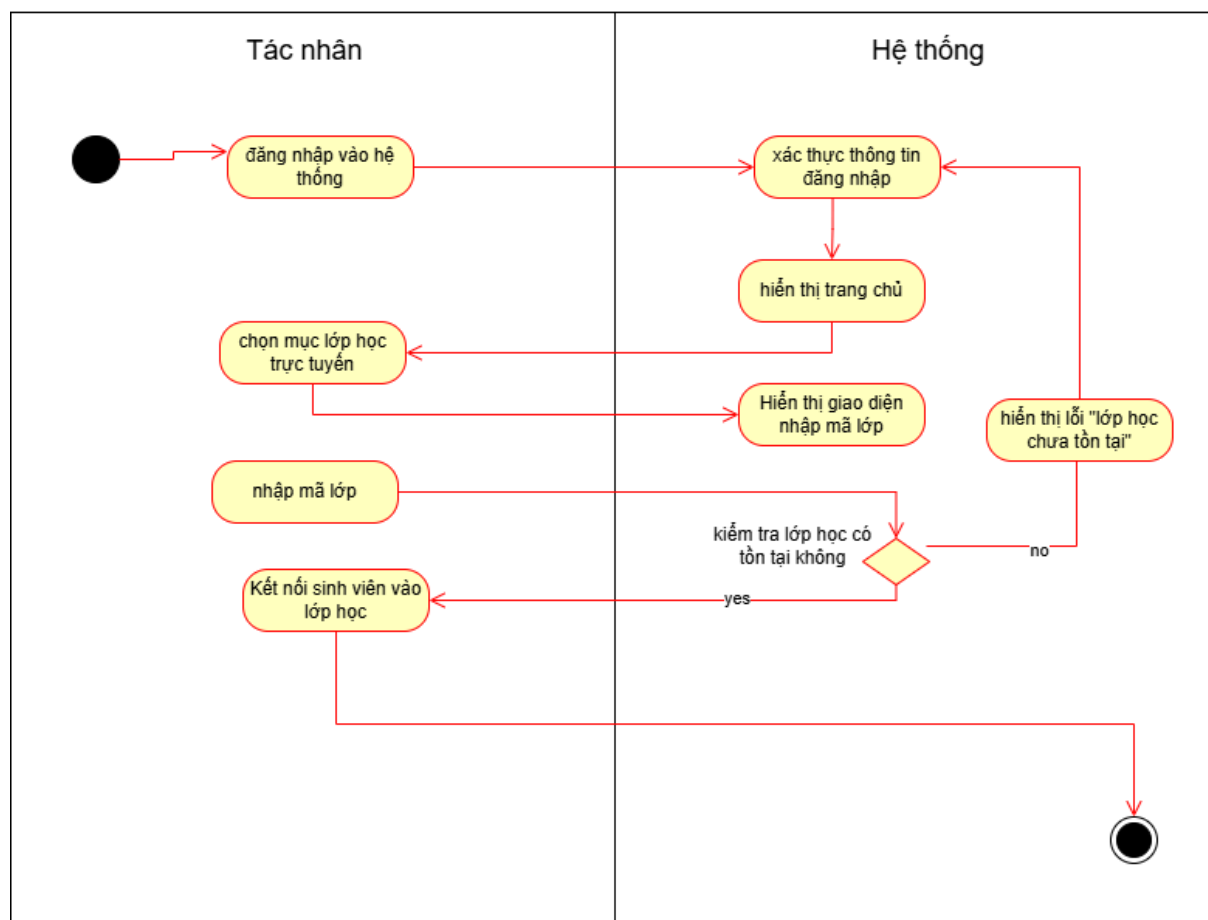 Tác nhân
Hệ thống
đăng nhập vào hệ
thống
xác thực thông tin
đăng nhập
hiển thị trang chủ
chọn mục lớp học
trực tuyến
Hiển thị giao diện
nhập mã lớp
hiển thị lỗi "lớp học
chưa tồn tại"
nhập mã lớp
kiểm tra lớp học có
tồn tại không
no
Kết nối sinh viên vào
lớp học
yes